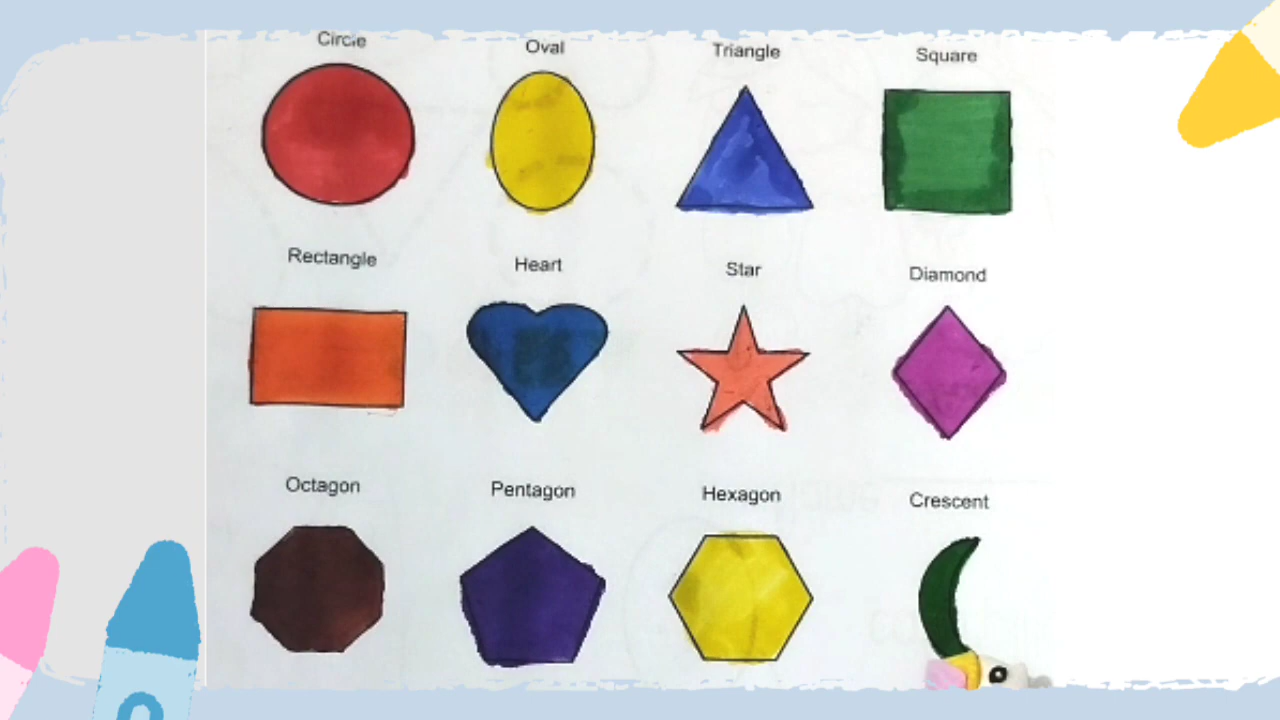 Circle Oval Triangle Square
Rectangle Heart Star Diamond
Octagon Pentagon Hexagon Crescent